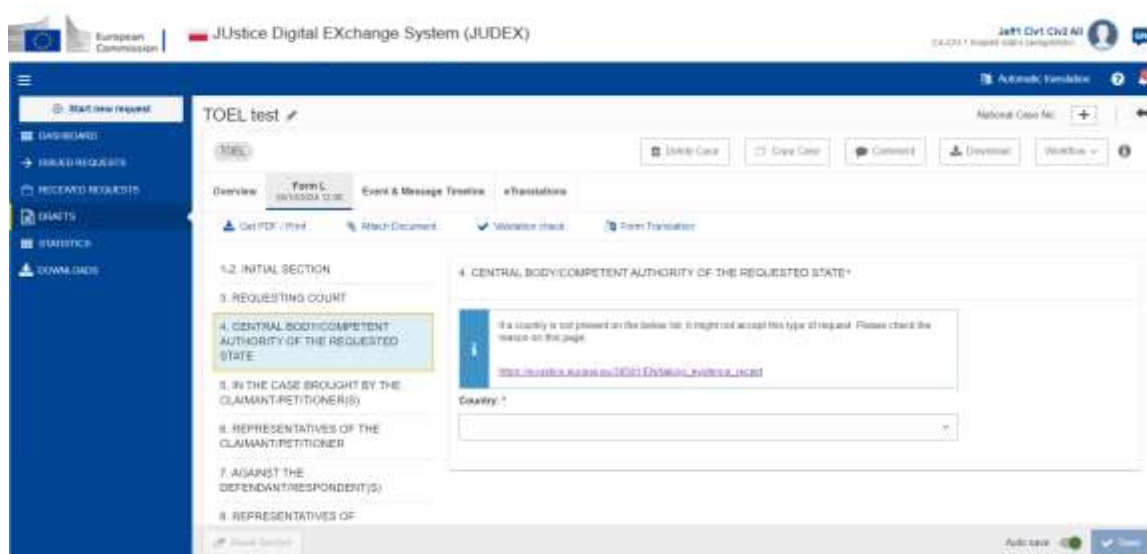 European
Commission
JUstice Digital EXchange System (JUDEX)
Automatic translation
Start new request
DASHBOARD
ISSUED REQUESTS
RECEIVED REQUESTS
DRAFTS
STATISTICS
DOWNLOADS
TOEL test
National Case No:
TOEL
Delete Case
Copy Case
Comment
Download
Workflow
Overview
Form L
Event & Message Timeline
eTranslations
Get PDF / Print
Attach Document
Validation check
Form Translation
1-2. INITIAL SECTION
3. REQUESTING COURT
4. CENTRAL BODY/COMPETENT
AUTHORITY OF THE REQUESTED
STATE
5. IN THE CASE BROUGHT BY THE
CLAIMANT/PETITIONER(S)
6. REPRESENTATIVES OF THE
CLAIMANT/PETITIONER
7. AGAINST THE
DEFENDANT/RESPONDENT(S)
8. REPRESENTATIVES OF
4. CENTRAL BODY/COMPETENT AUTHORITY OF THE REQUESTED STATE*
If a country is not present on the below list, it might not accept this type of request. Please check the
reason on this page
Country: *
Reset Section
Auto save
Save